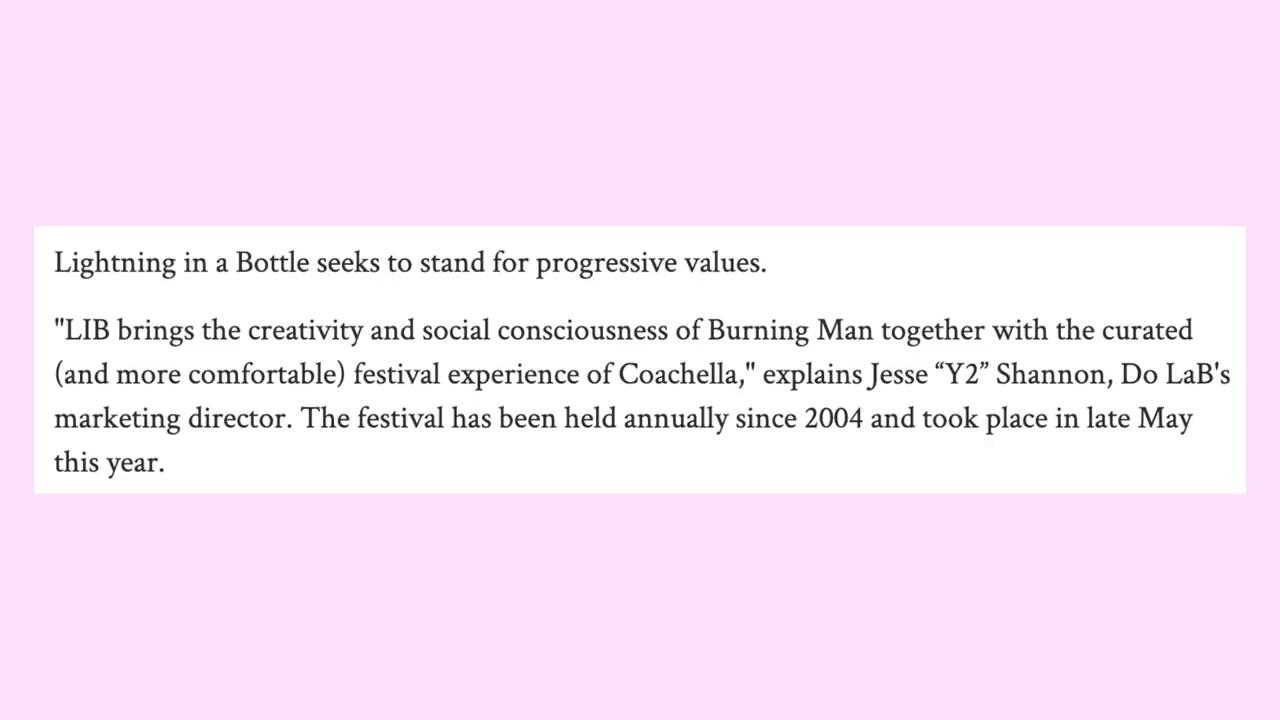 Lightning in a Bottle seeks to stand for progressive values.
"LIB brings the creativity and social consciousness of Burning Man together with the curated
(and more comfortable) festival experience of Coachella," explains Jesse “Y2” Shannon, Do LaB's
marketing director. The festival has been held annually since 2004 and took place in late May
this year.